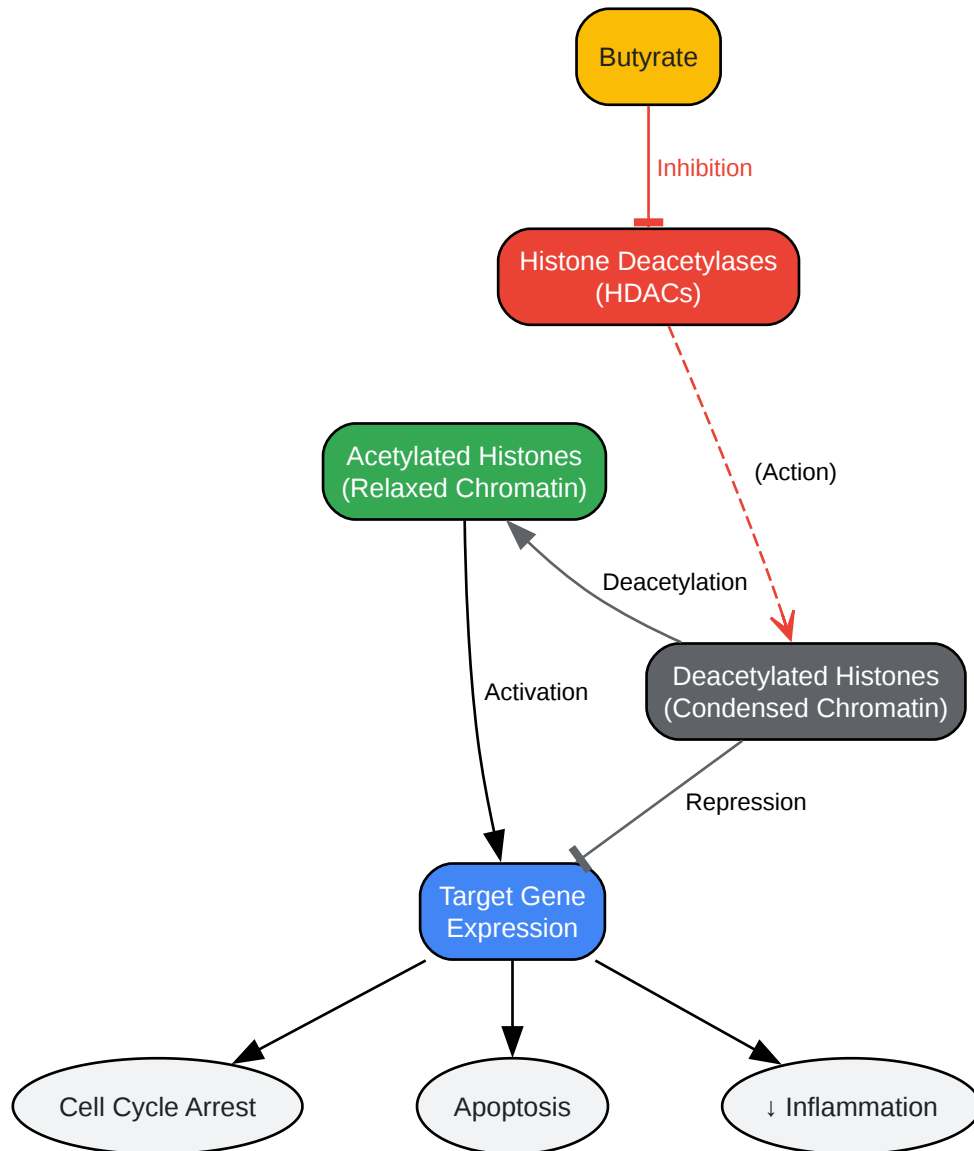 Butyrate
Inhibition
Histone Deacetylases
(HDACs)
(Action)
Acetylated Histones
(Relaxed Chromatin)
Deacetylation
Deacetylated Histones
(Condensed Chromatin)
Activation
Repression
Target Gene
Expression
Cell Cycle Arrest
Apoptosis
↓ Inflammation